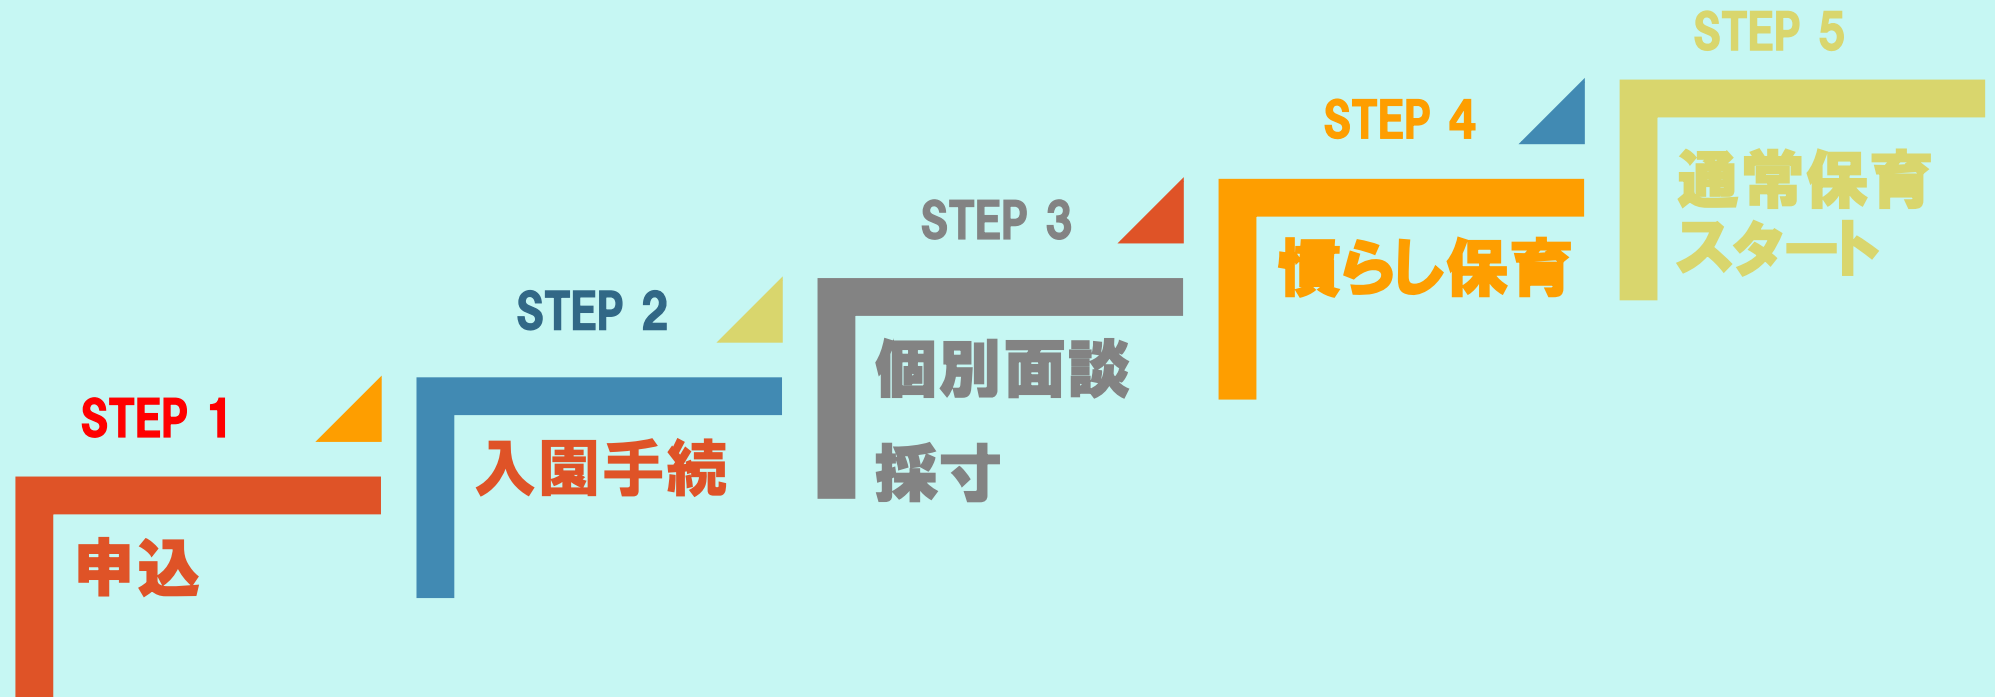 STEP 1
申込
STEP 2
入園手続
STEP 3
個別面談
採寸
STEP 4
慣らし保育
STEP 5
通常保育
スタート